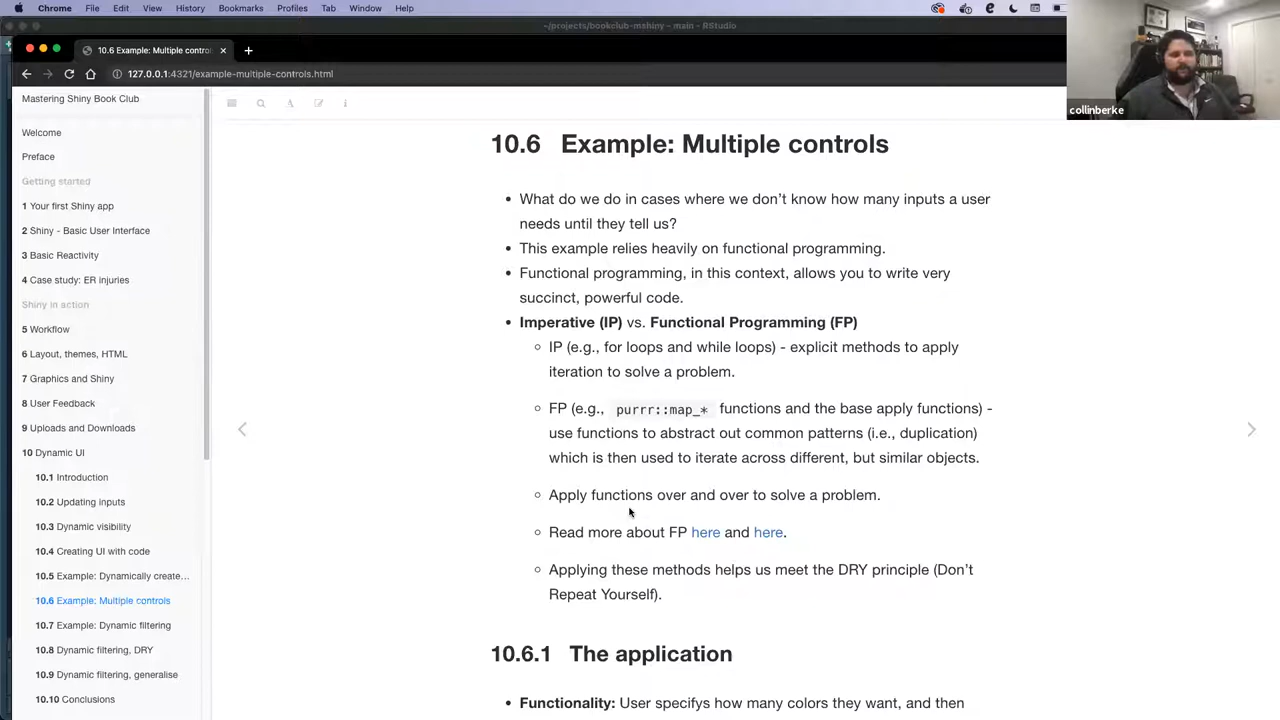 Chrome File Edit View History Bookmarks Profiles Tab Window Help
~/projects/bookclub-mshiny - main - RStudio
10.6 Example: Multiple contro
127.0.0.1:4321/example-multiple-controls.html
collinberke
Mastering Shiny Book Club
Welcome
Preface
Getting started
1 Your first Shiny app
2 Shiny - Basic User Interface
3 Basic Reactivity
4 Case study: ER injuries
Shiny in action
5 Workflow
6 Layout, themes, HTML
7 Graphics and Shiny
8 User Feedback
9 Uploads and Downloads
10 Dynamic UI
10.1 Introduction
10.2 Updating inputs
10.3 Dynamic visibility
10.4 Creating UI with code
10.5 Example: Dynamically create…
10.6 Example: Multiple controls
10.7 Example: Dynamic filtering
10.8 Dynamic filtering, DRY
10.9 Dynamic filtering, generalise
10.10 Conclusions
10.6 Example: Multiple controls
• What do we do in cases where we don't know how many inputs a user
needs until they tell us?
• This example relies heavily on functional programming.
• Functional programming, in this context, allows you to write very
succinct, powerful code.
• Imperative (IP) vs. Functional Programming (FP)
○ IP (e.g., for loops and while loops) - explicit methods to apply
iteration to solve a problem.
○ FP (e.g., purrr::map_* functions and the base apply functions) -
use functions to abstract out common patterns (i.e., duplication)
which is then used to iterate across different, but similar objects.
○ Apply functions over and over to solve a problem.
○ Read more about FP here and here.
○ Applying these methods helps us meet the DRY principle (Don't
Repeat Yourself).
10.6.1 The application
• Functionality: User specifys how many colors they want, and then